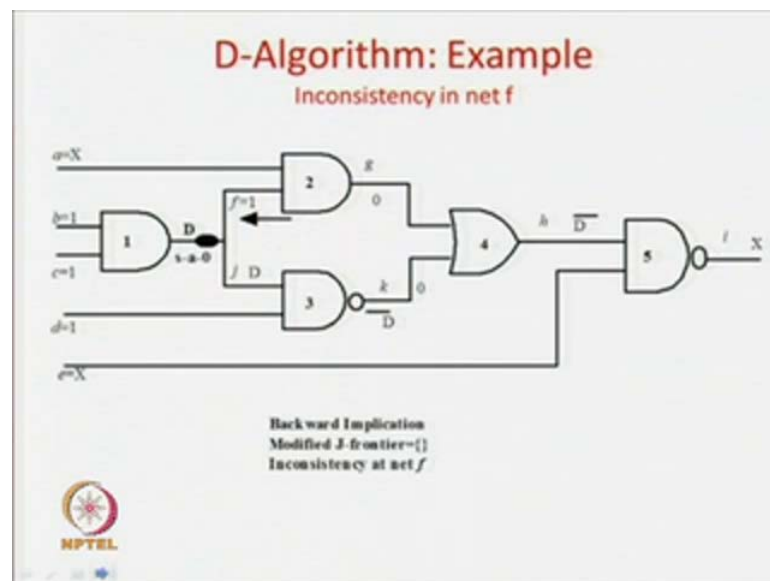 D-Algorithm: Example
Inconsistency in net f
a=X
g
2
0
f=1
b=1
D
1
s-a-0
c=1
4
h D̅
5
i X
j D
3
k
0
D̅
d=1
e=X
Backward Implication
Modified J-frontier={}
Inconsistency at net f
NPTEL